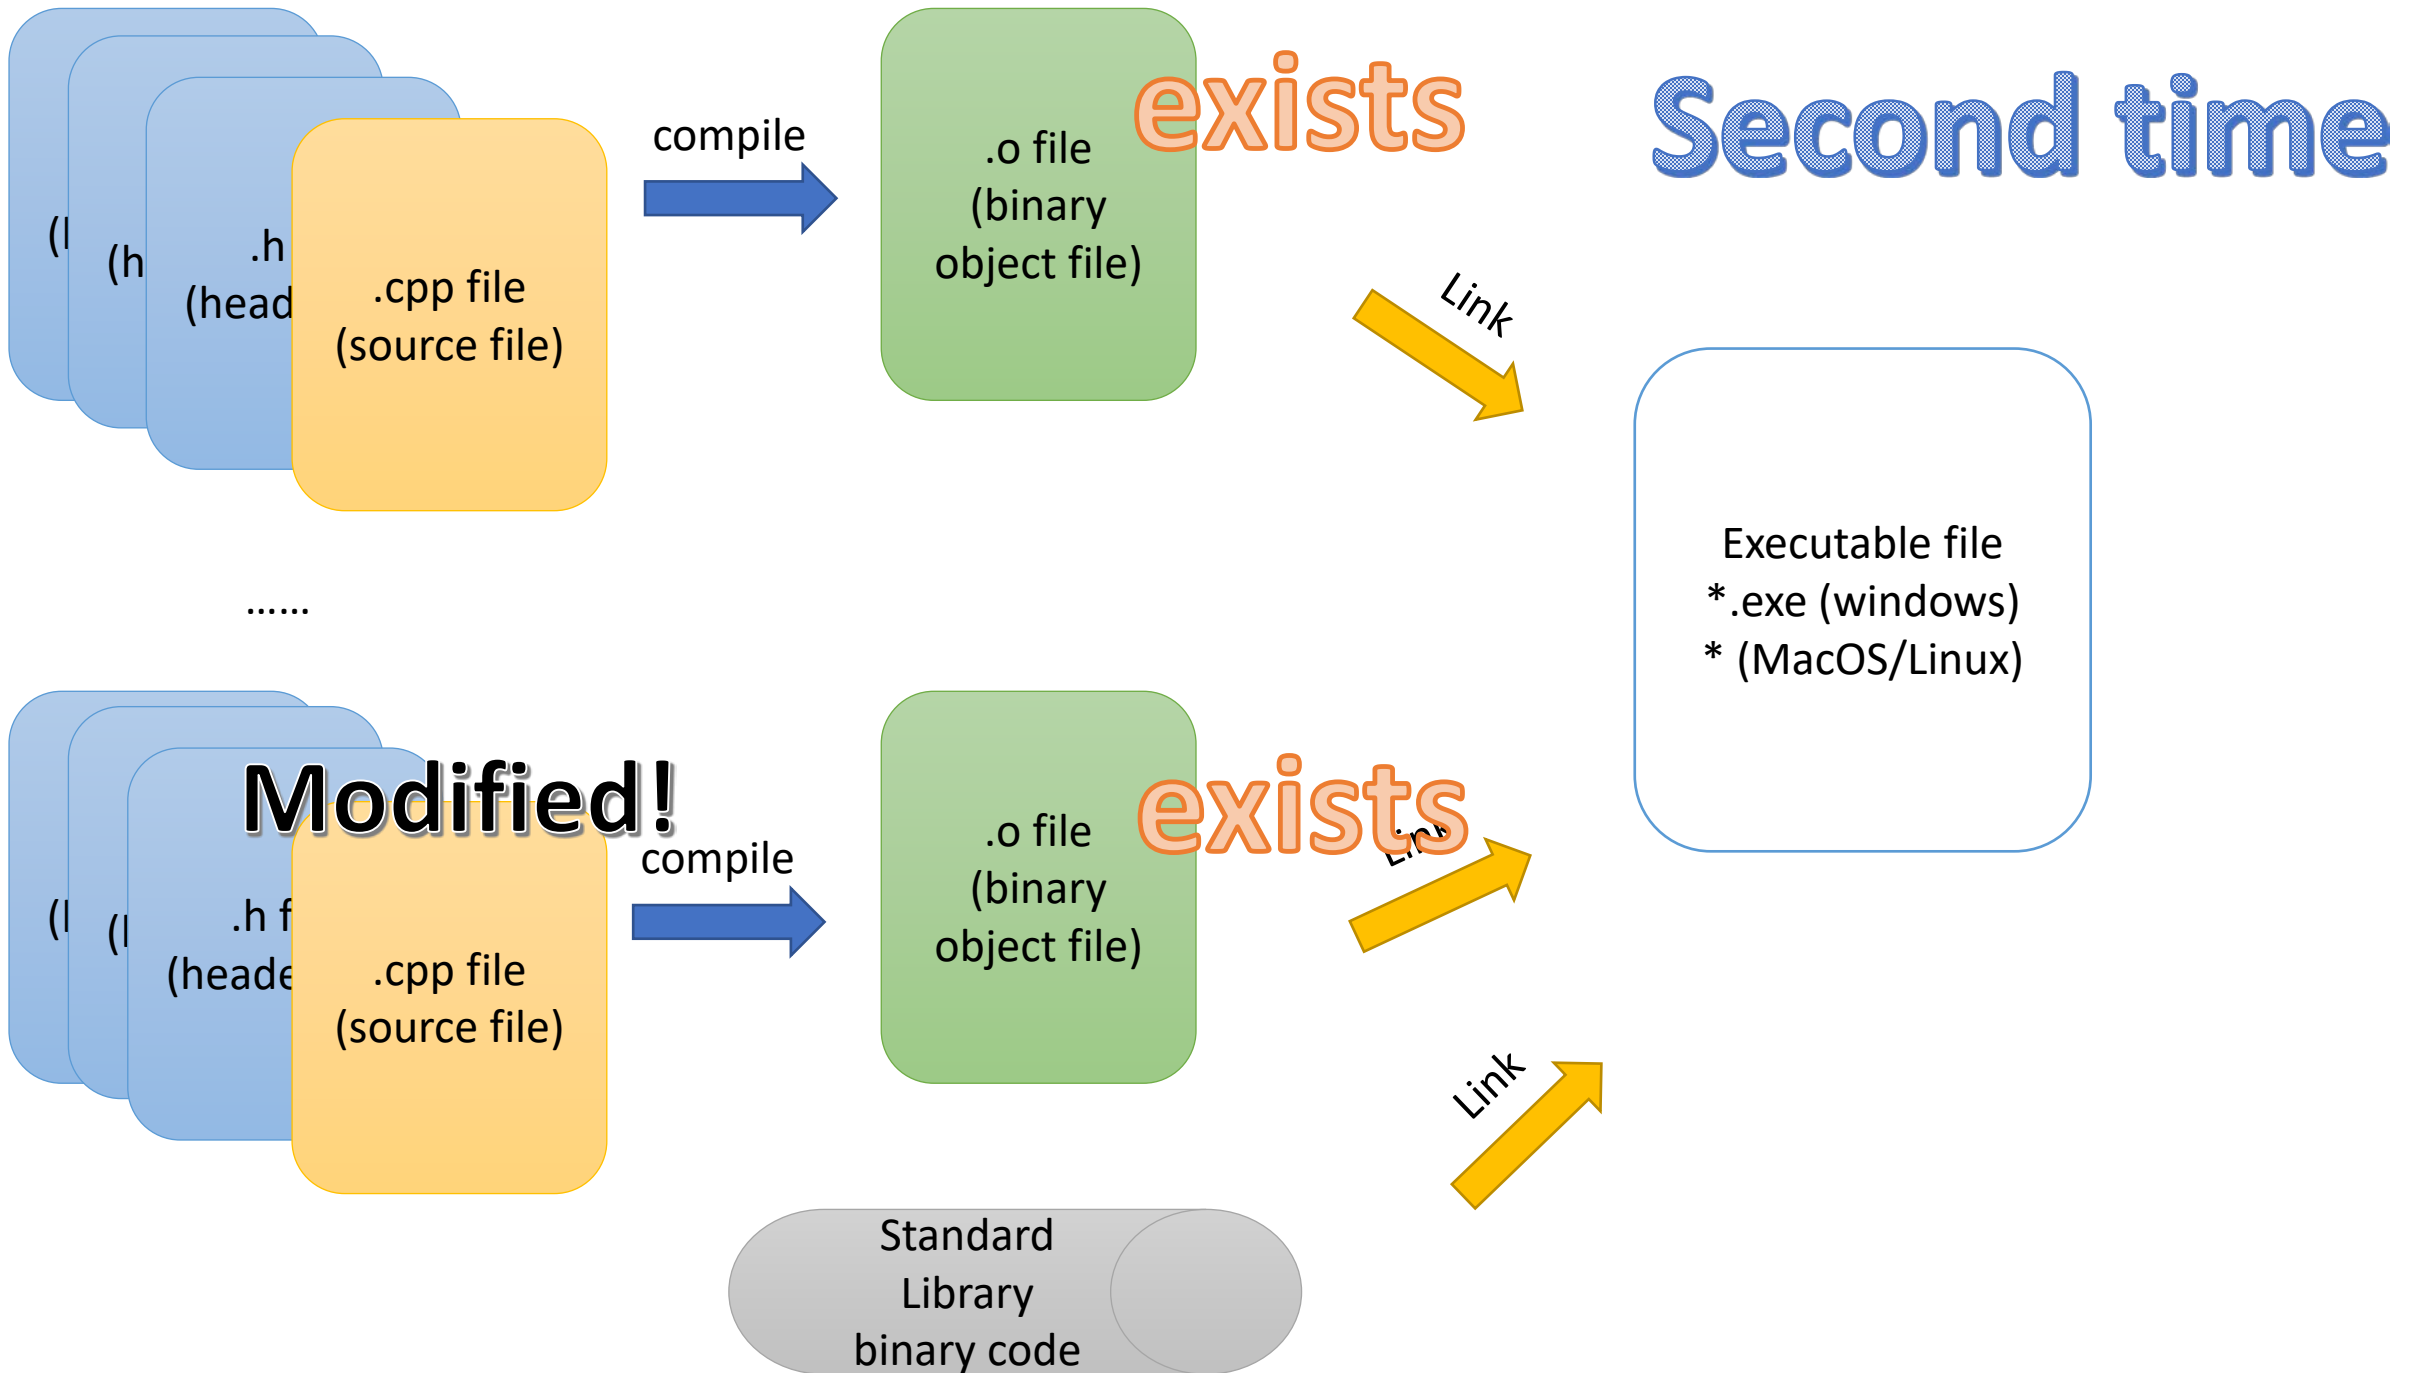 compile
.o file
(binary
object file)
exists
Second time
(h
.h
(head
.cpp file
(source file)
Link
Executable file
*.exe (windows)
* (MacOS/Linux)
……
Modified!
compile
.o file
(binary
object file)
exists
Link
.h f
(heade
.cpp file
(source file)
Link
Standard
Library
binary code